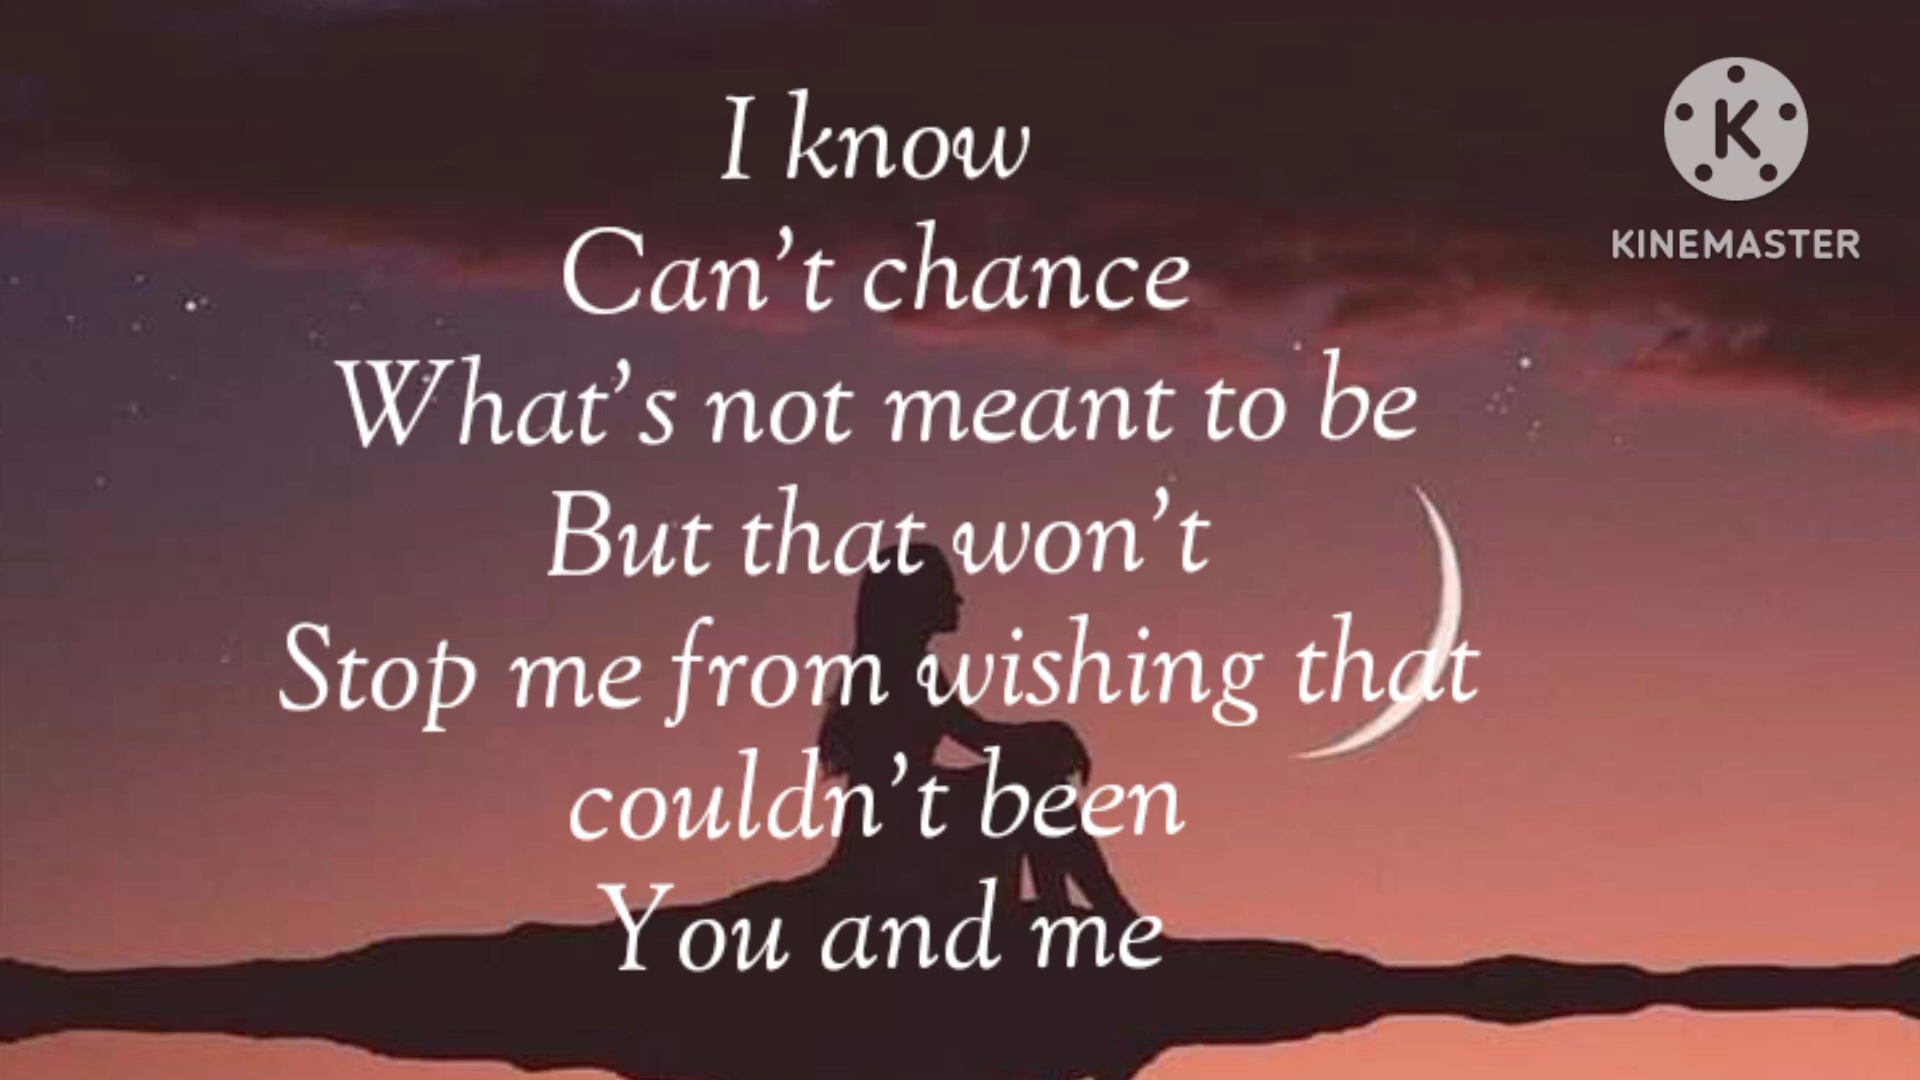 I know
Can't chance
What's not meant to be
But that won't
Stop me from wishing that
couldn't been
You and me
K
KINEMASTER